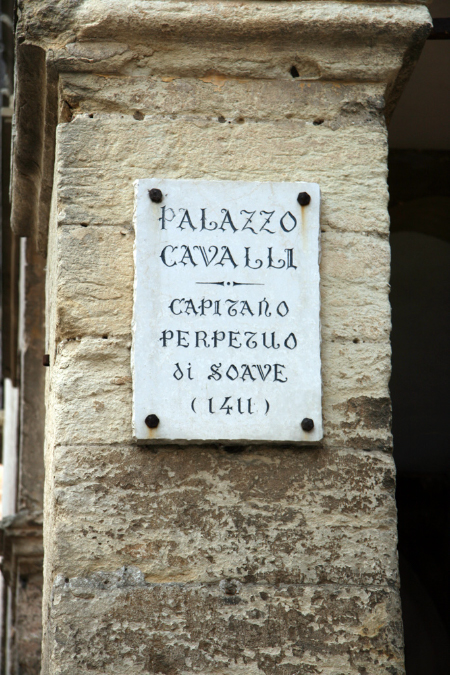 PALAZZO
CAVALLI
CAPITAÑO
PERPETUO
di SOAVE
(1411)